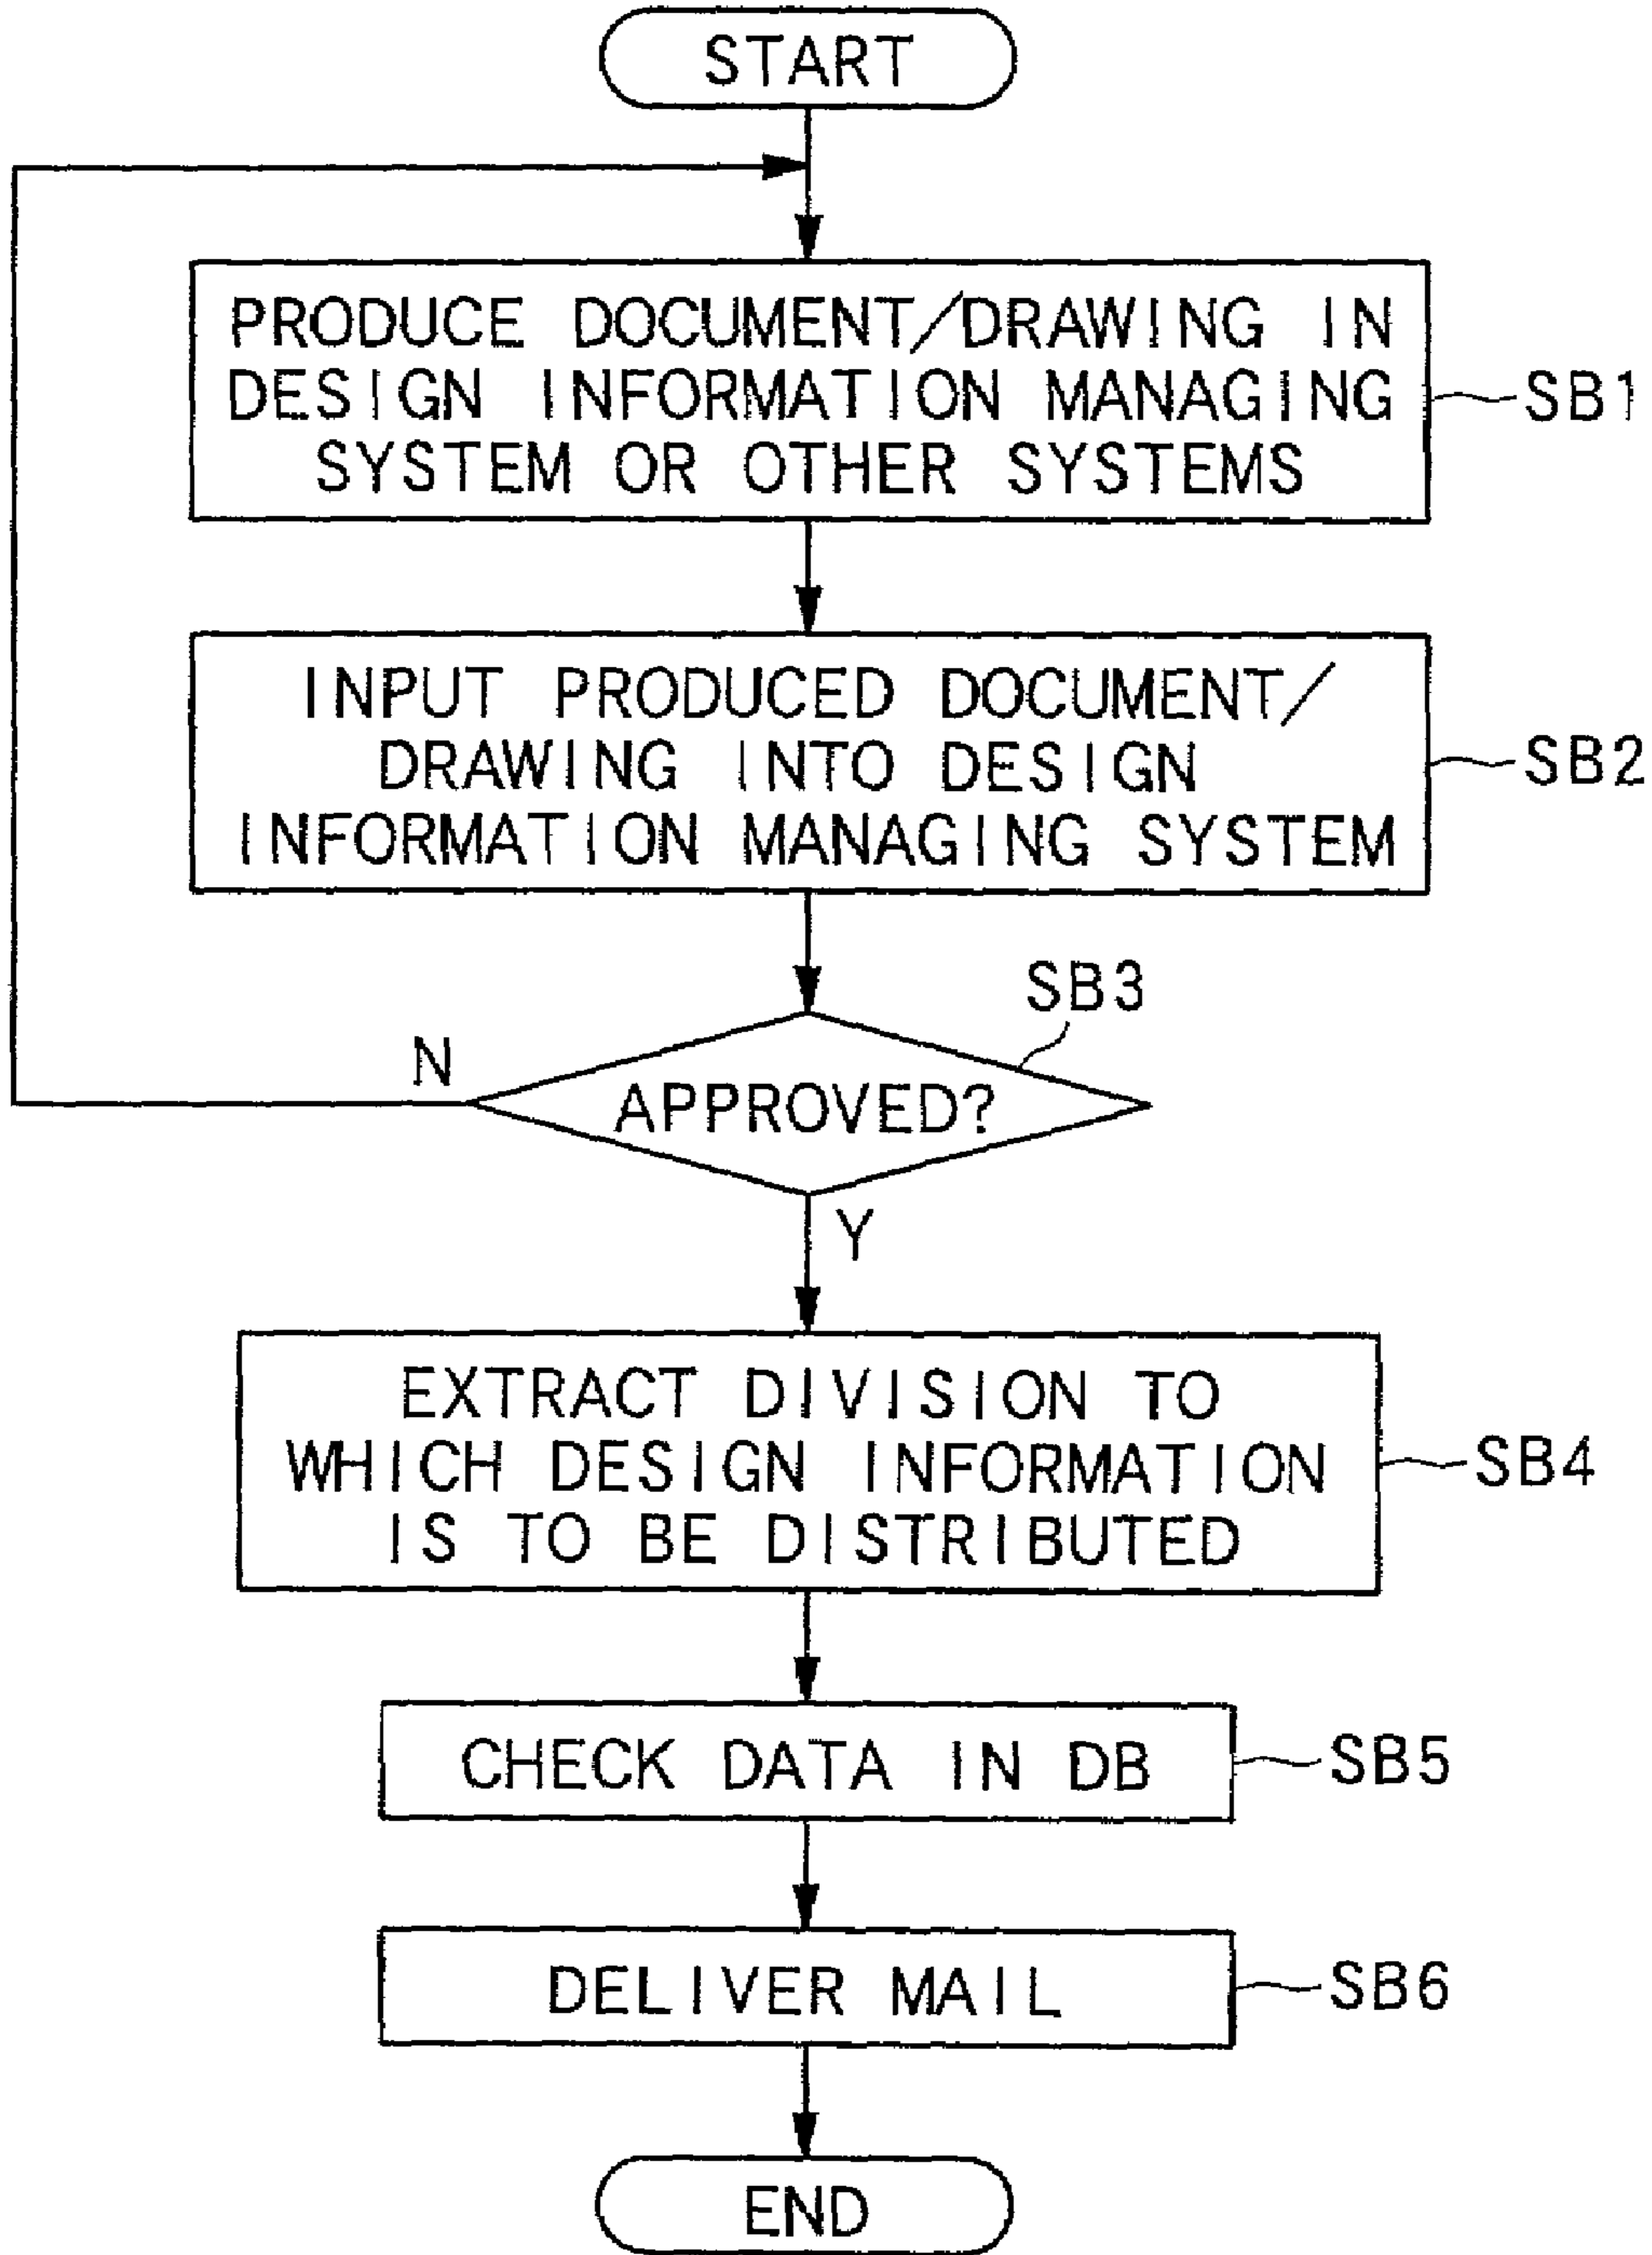 START
PRODUCE DOCUMENT/DRAWING IN
DESIGN INFORMATION MANAGING
SYSTEM OR OTHER SYSTEMS
SB1
INPUT PRODUCED DOCUMENT/
DRAWING INTO DESIGN
INFORMATION MANAGING SYSTEM
SB2
SB3
N
APPROVED?
Y
EXTRACT DIVISION TO
WHICH DESIGN INFORMATION
IS TO BE DISTRIBUTED
SB4
CHECK DATA IN DB
SB5
DELIVER MAIL
SB6
END